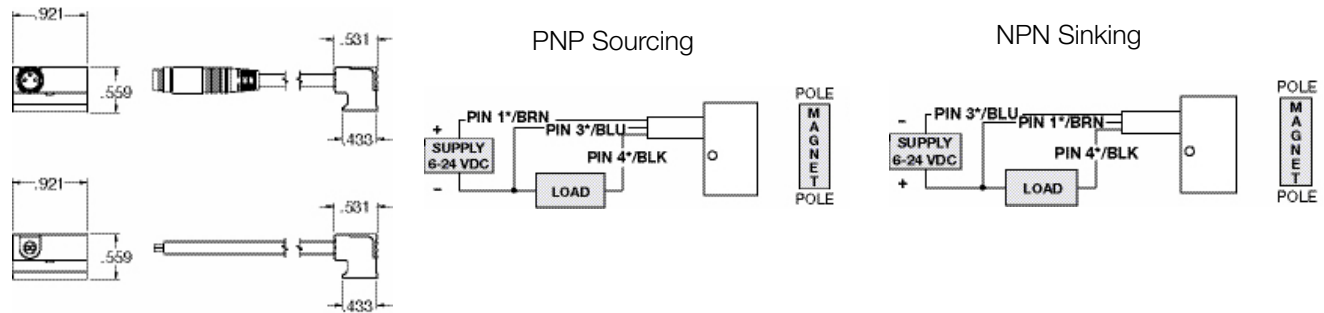 .921
.531
.559
.433
.921
.531
.559
.433
PNP Sourcing
PIN 1*/BRN
PIN 3*/BLU
PIN 4*/BLK
+
SUPPLY
6-24 VDC
-
LOAD
POLE
MAGNET
POLE
NPN Sinking
PIN 3*/BLU
PIN 1*/BRN
PIN 4*/BLK
-
SUPPLY
6-24 VDC
+
LOAD
POLE
MAGNET
POLE